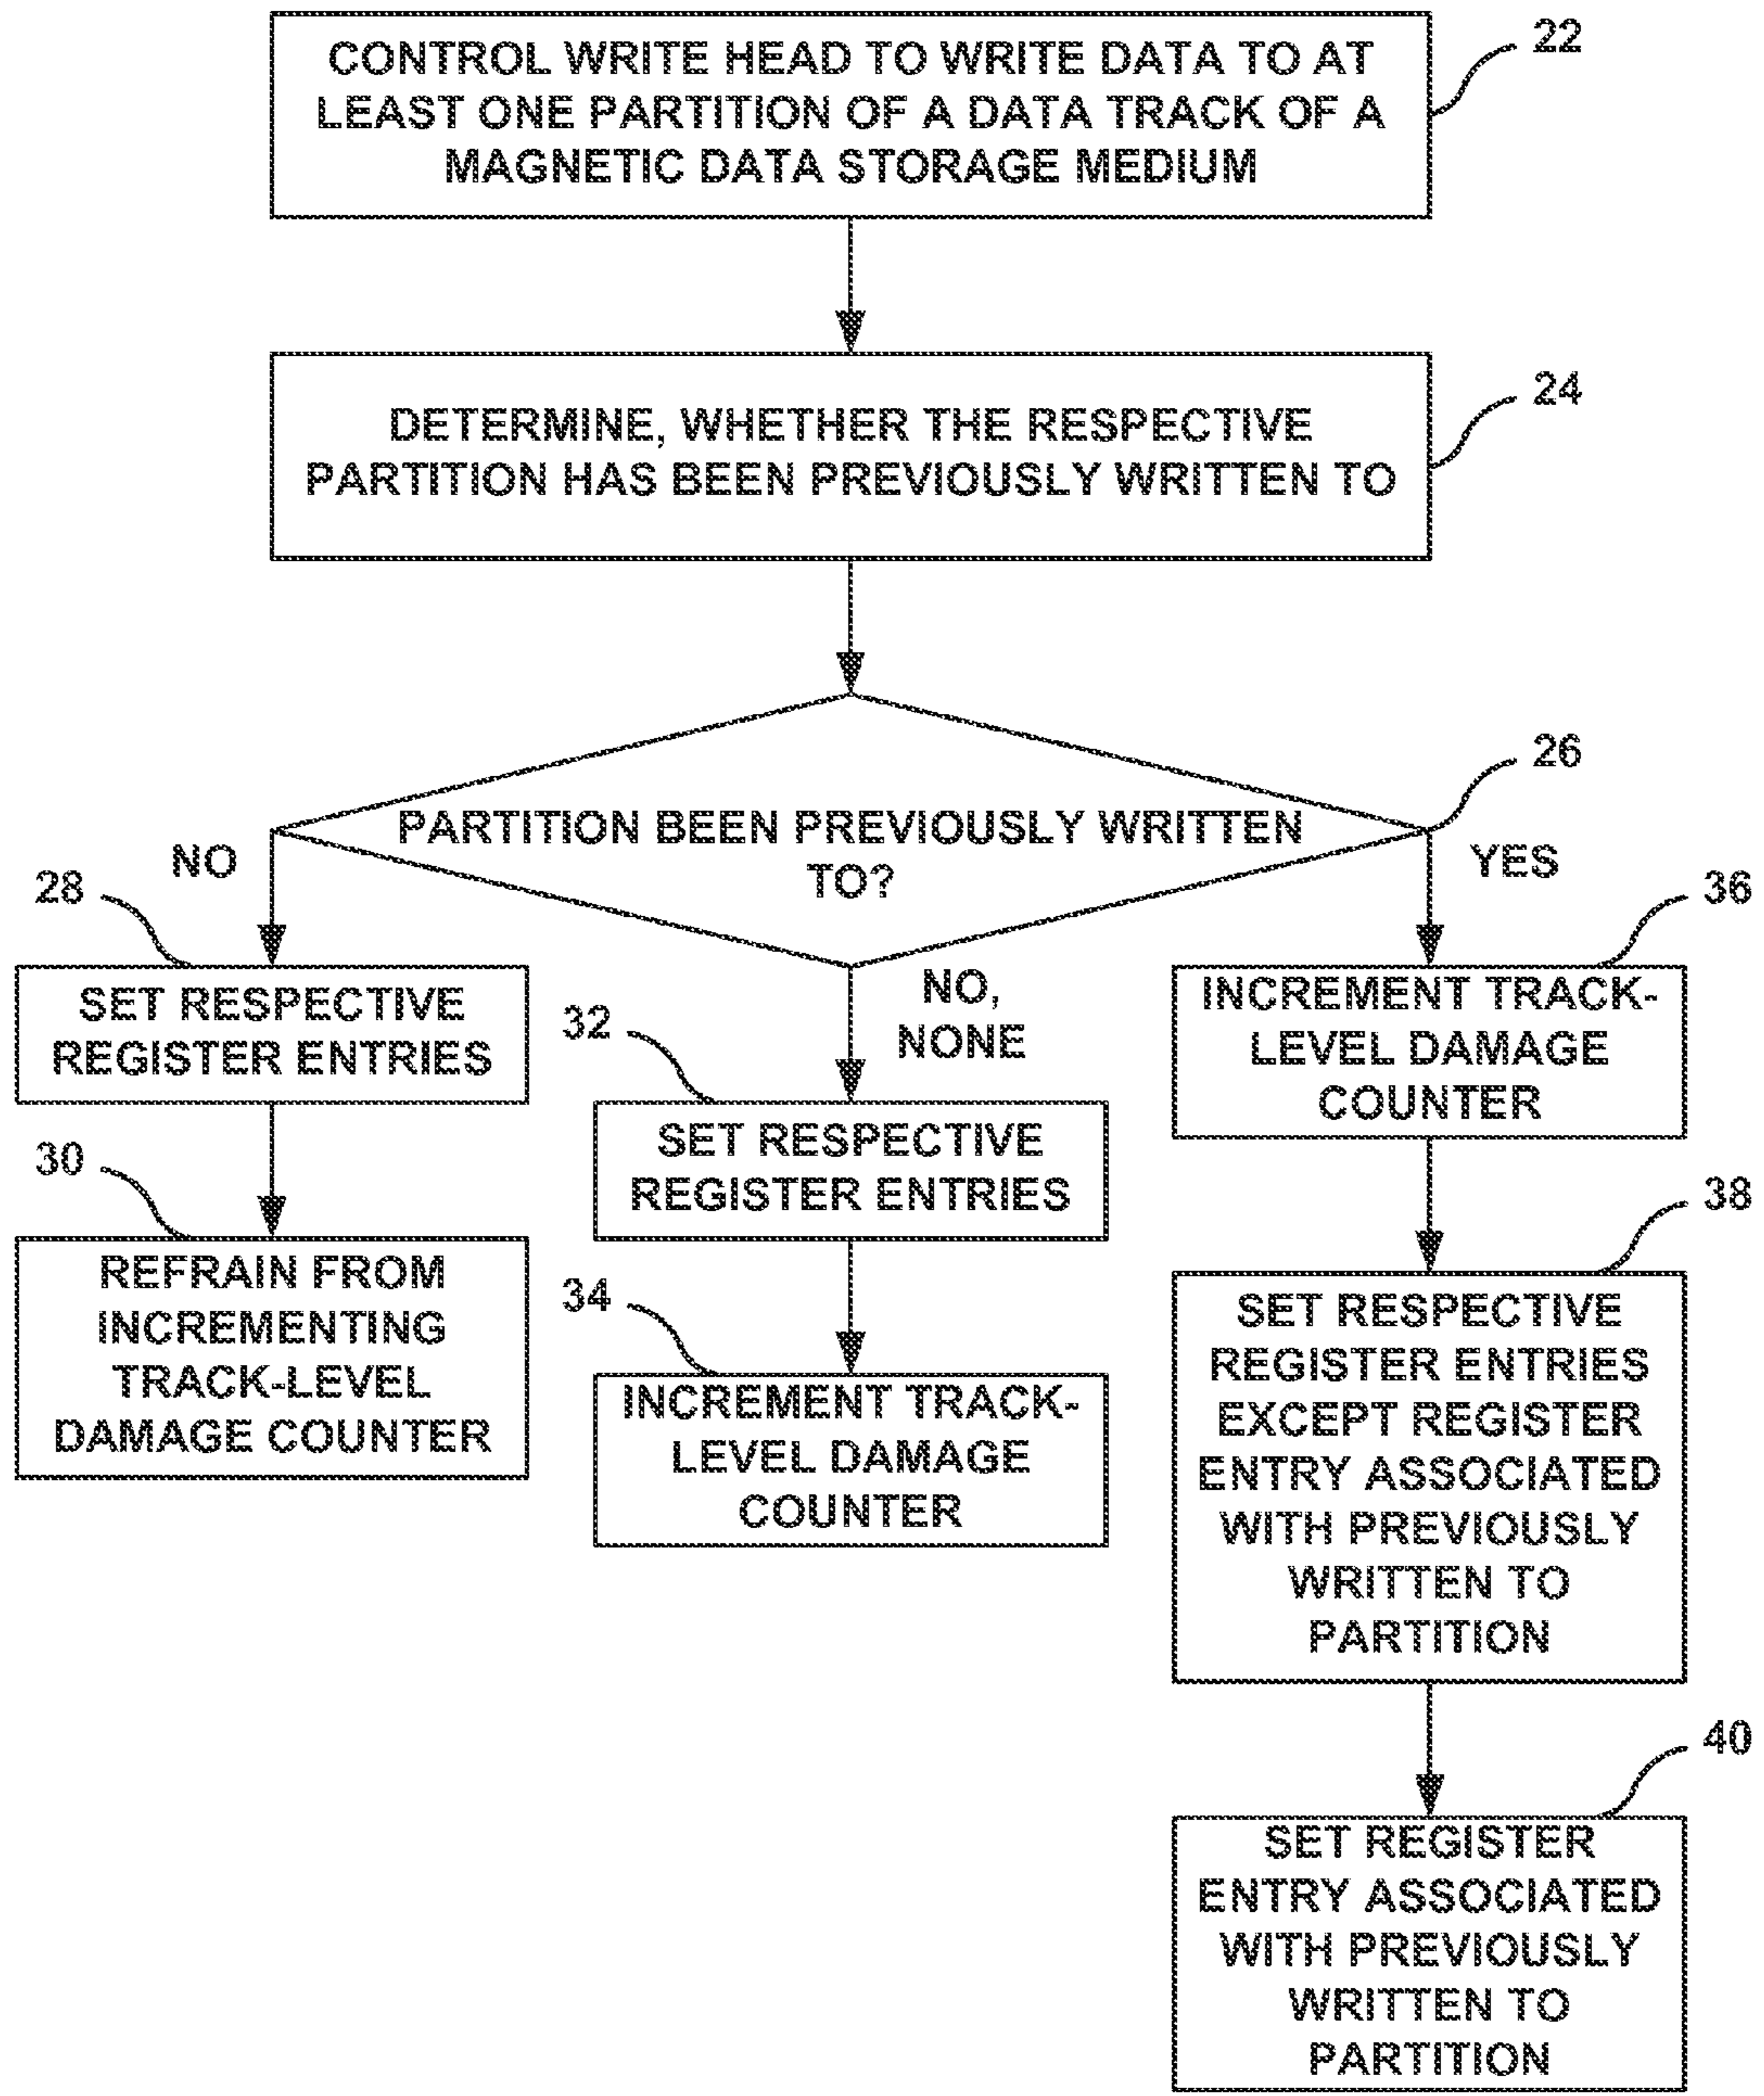 CONTROL WRITE HEAD TO WRITE DATA TO AT
LEAST ONE PARTITION OF A DATA TRACK OF A
MAGNETIC DATA STORAGE MEDIUM
22
DETERMINE, WHETHER THE RESPECTIVE
PARTITION HAS BEEN PREVIOUSLY WRITTEN TO
24
PARTITION BEEN PREVIOUSLY WRITTEN
TO?
26
NO
28
SET RESPECTIVE
REGISTER ENTRIES
30
REFRAIN FROM
INCREMENTING
TRACK-LEVEL
DAMAGE COUNTER
NO,
NONE
32
SET RESPECTIVE
REGISTER ENTRIES
34
INCREMENT TRACK-
LEVEL DAMAGE
COUNTER
YES
36
INCREMENT TRACK-
LEVEL DAMAGE
COUNTER
38
SET RESPECTIVE
REGISTER ENTRIES
EXCEPT REGISTER
ENTRY ASSOCIATED
WITH PREVIOUSLY
WRITTEN TO
PARTITION
40
SET REGISTER
ENTRY ASSOCIATED
WITH PREVIOUSLY
WRITTEN TO
PARTITION